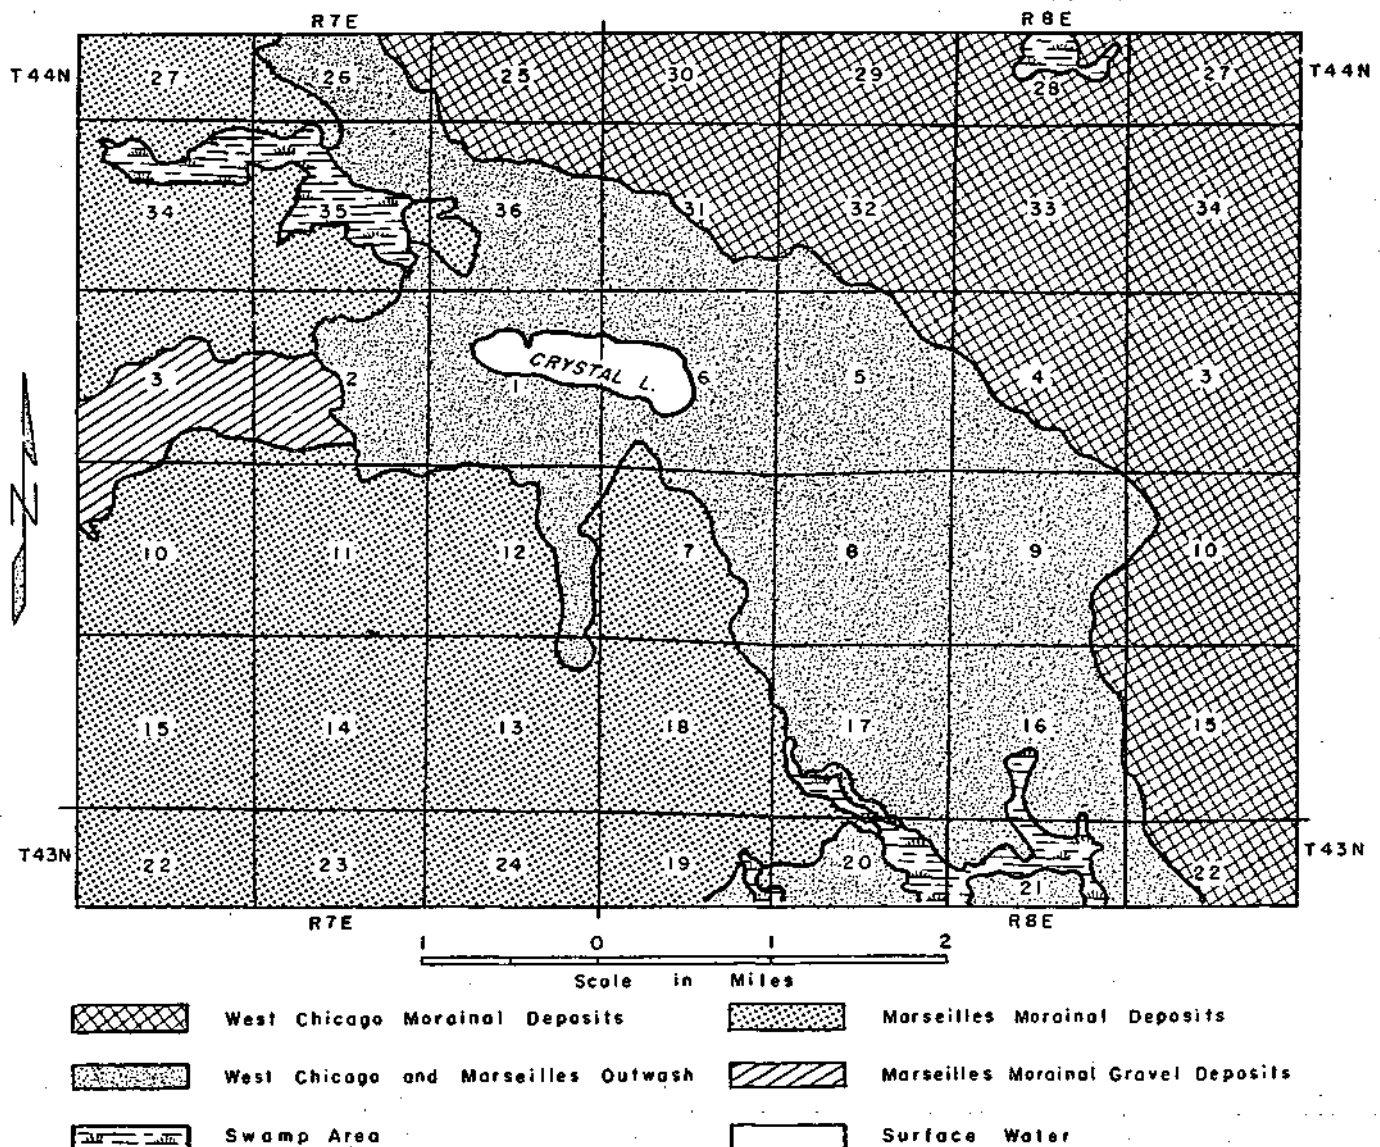 R7E R8E
T44N 27 26 25 30 29 28 27 T44N
34 35 36 31 32 33 34
3 2 1 CRYSTAL L. 6 5 4 3
N
10 11 12 7 8 9 10
15 14 13 18 17 16 15
T43N 22 23 24 19 20 21 22 T43N
R7E R8E
1 0 1 2
Scale in Miles
West Chicago Morainal Deposits Marseilles Morainal Deposits
West Chicago and Marseilles Outwash Marseilles Morainal Gravel Deposits
Swamp Area Surface Water